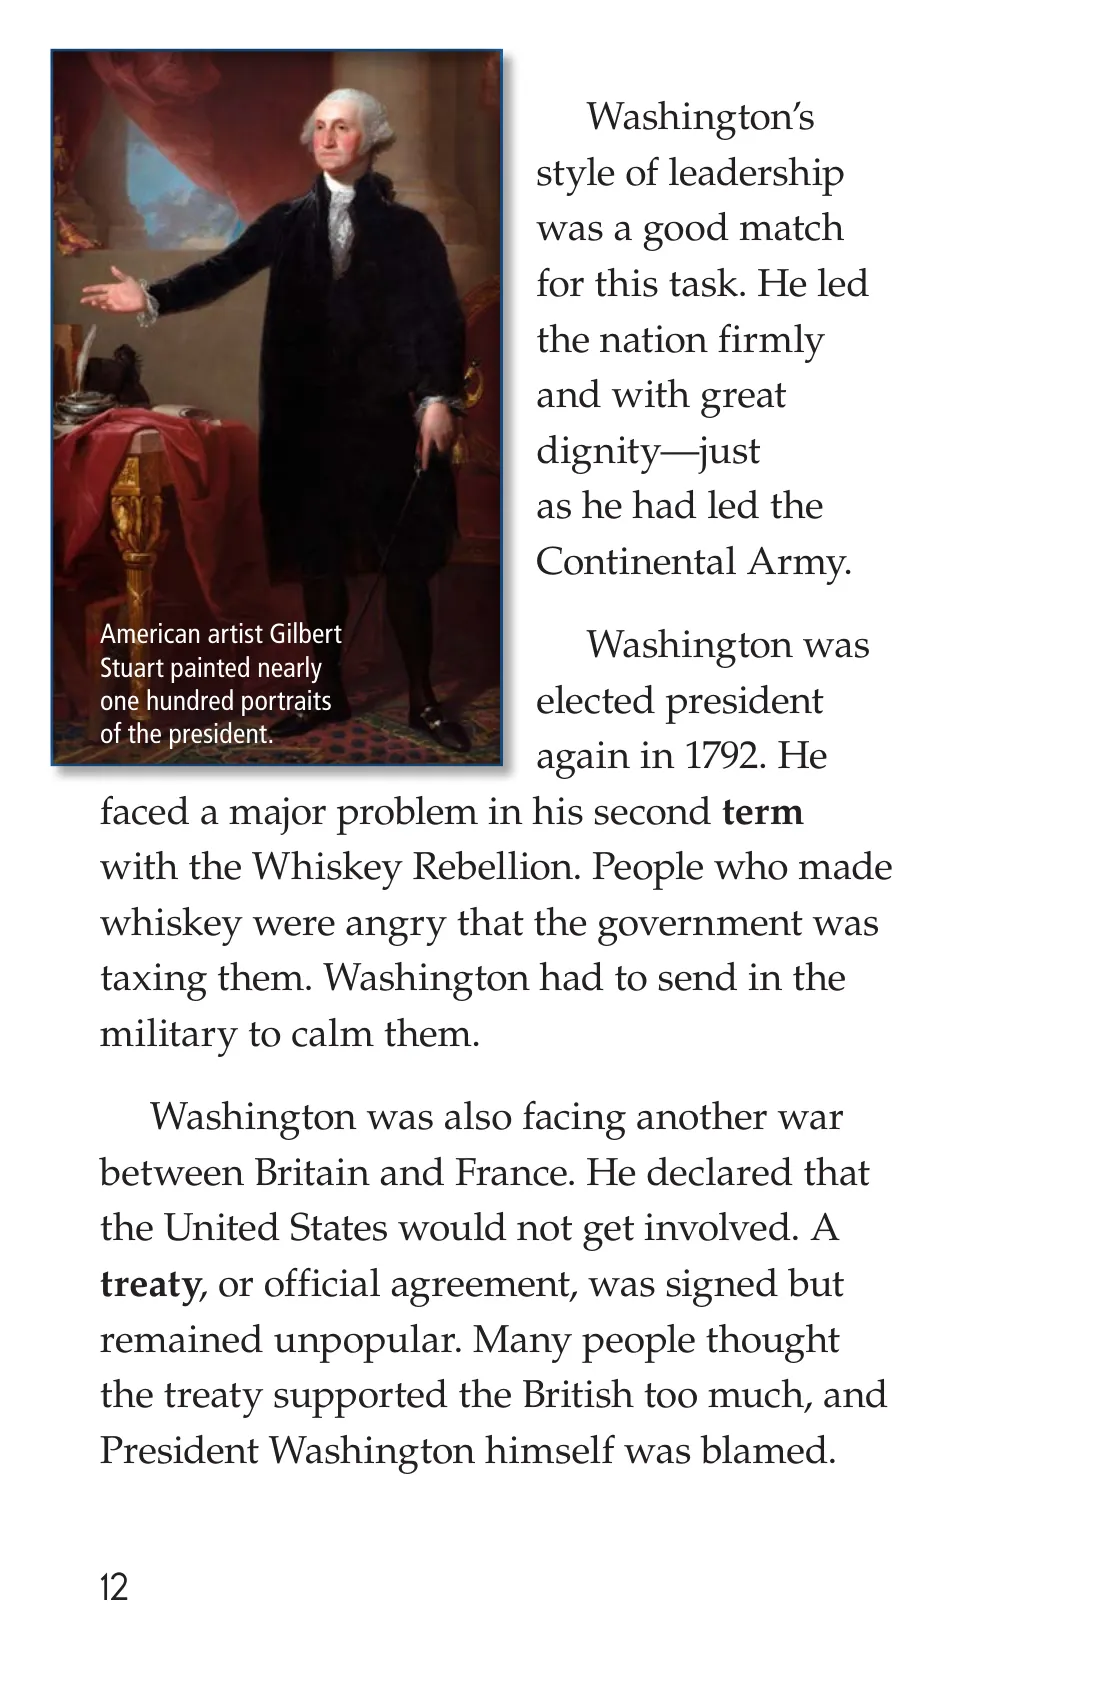 Washington’s
style of leadership
was a good match
for this task. He led
the nation firmly
and with great
dignity—just
as he had led the
Continental Army.
American artist Gilbert
Stuart painted nearly
one hundred portraits
of the president.
Washington was
elected president
again in 1792. He
faced a major problem in his second term
with the Whiskey Rebellion. People who made
whiskey were angry that the government was
taxing them. Washington had to send in the
military to calm them.
Washington was also facing another war
between Britain and France. He declared that
the United States would not get involved. A
treaty, or official agreement, was signed but
remained unpopular. Many people thought
the treaty supported the British too much, and
President Washington himself was blamed.
12